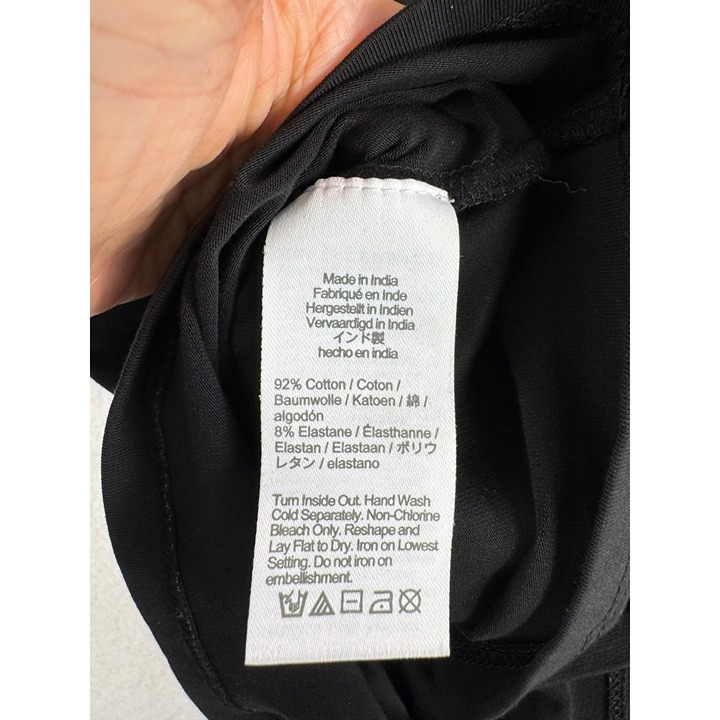 Made in India
Fabriqué en Inde
Hergestellt in Indien
Vervaardigd in India
インド製
hecho en india
92% Cotton / Coton /
Baumwolle / Katoen / 綿 /
algodón
8% Elastane / Élasthanne /
Elastan / Elastaan / ポリウ
レタン / elastano
Turn Inside Out. Hand Wash
Cold Separately. Non-Chlorine
Bleach Only. Reshape and
Lay Flat to Dry. Iron on Lowest
Setting. Do not iron on
embellishment.